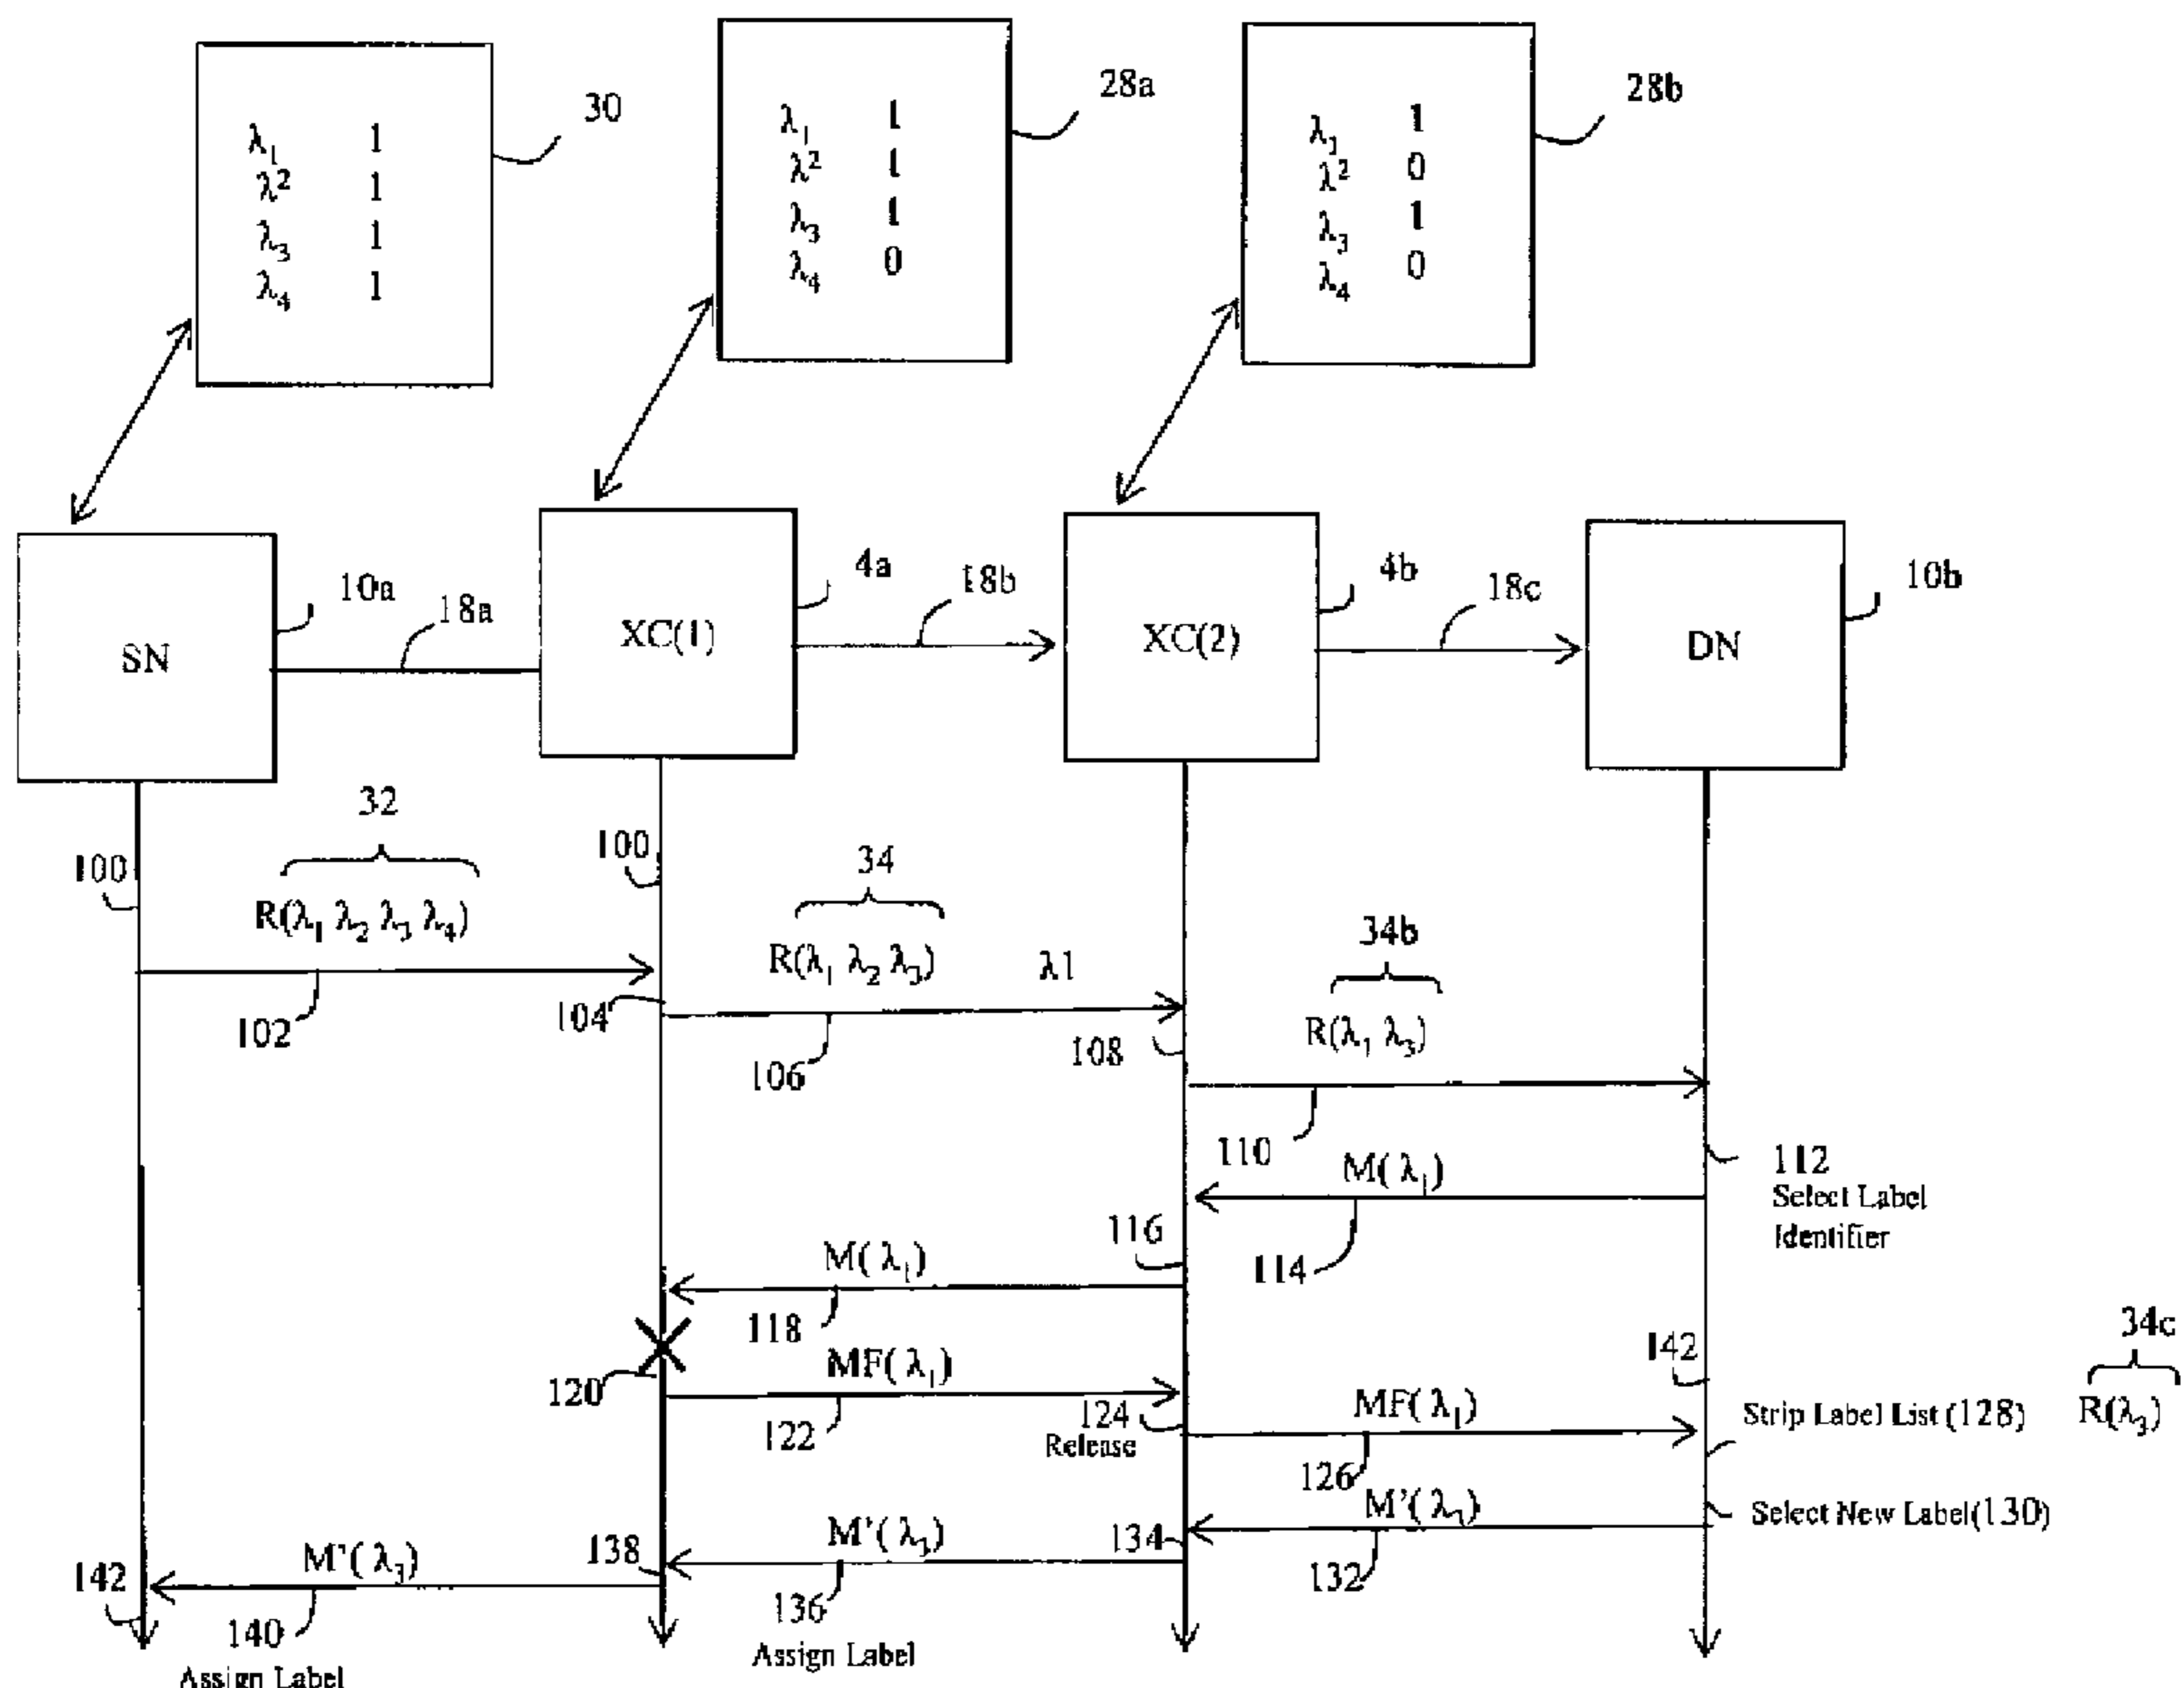 30
λ₁ 1
λ² 1
λ₃ 1
λ₄ 1
28a
λ₁ 1
λ² 1
λ₃ 1
λ₄ 0
28b
λ₁ 1
λ² 0
λ₃ 1
λ₄ 0
SN
10a
18a
XC(1)
4a
18b
XC(2)
4b
18c
DN
10b
100
32
R(λ₁ λ₂ λ₃ λ₄)
102
100
104
34
R(λ₁ λ₂ λ₃)
λ1
106
108
34b
R(λ₁ λ₃)
110
112
Select Label
Identifier
M(λ₁)
114
116
M(λ₁)
118
120
MF(λ₁)
122
124
Release
MF(λ₁)
126
142
Strip Label List (128)
34c
R(λ₃)
Select New Label(130)
M'(λ₃)
132
134
M'(λ₃)
136
Assign Label
138
M'(λ₃)
140
Assign Label
142